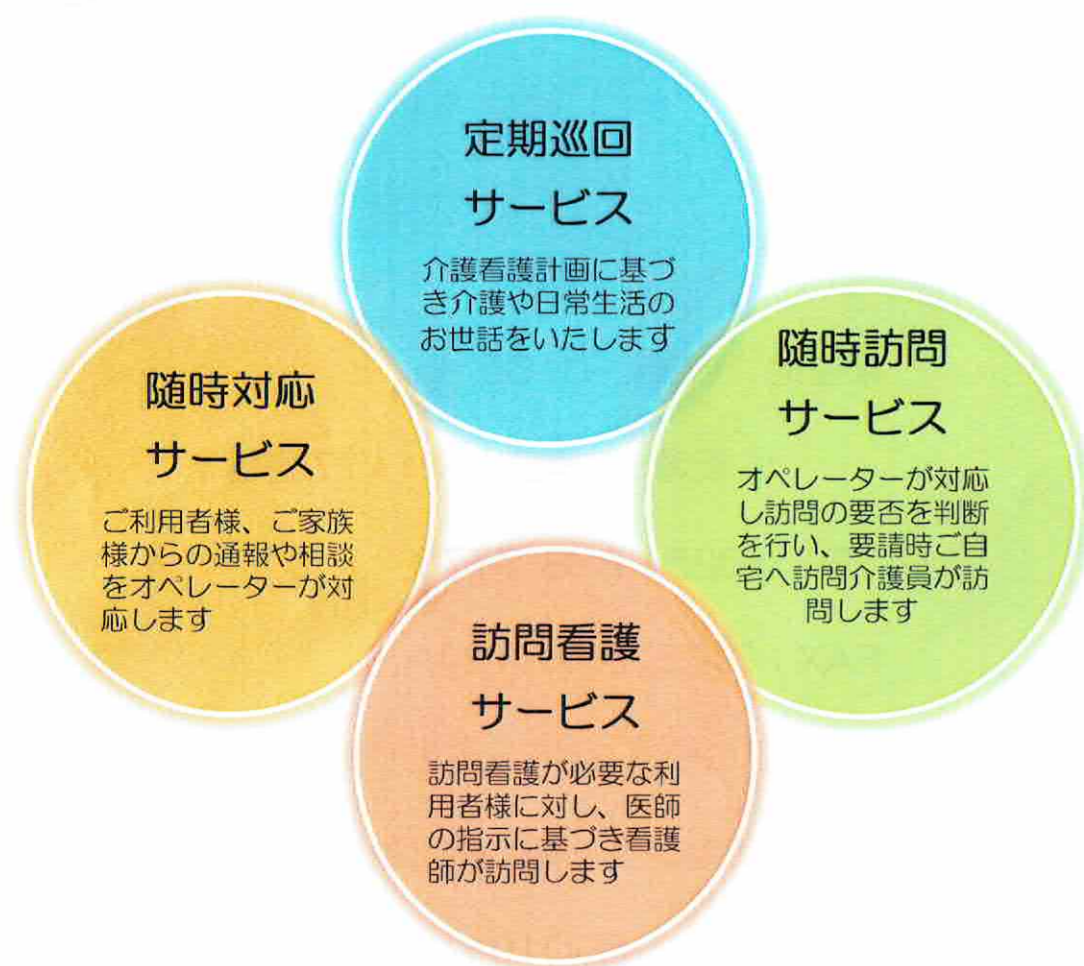 定期巡回
サービス
介護看護計画に基づ
き介護や日常生活の
お世話をいたします
随時訪問
サービス
オペレーターが対応
し訪問の要否を判断
を行い、要請時ご自
宅へ訪問介護員が訪
問します
随時対応
サービス
ご利用者様、ご家族
様からの通報や相談
をオペレーターが対
応します
訪問看護
サービス
訪問看護が必要な利
用者様に対し、医師
の指示に基づき看護
師が訪問します